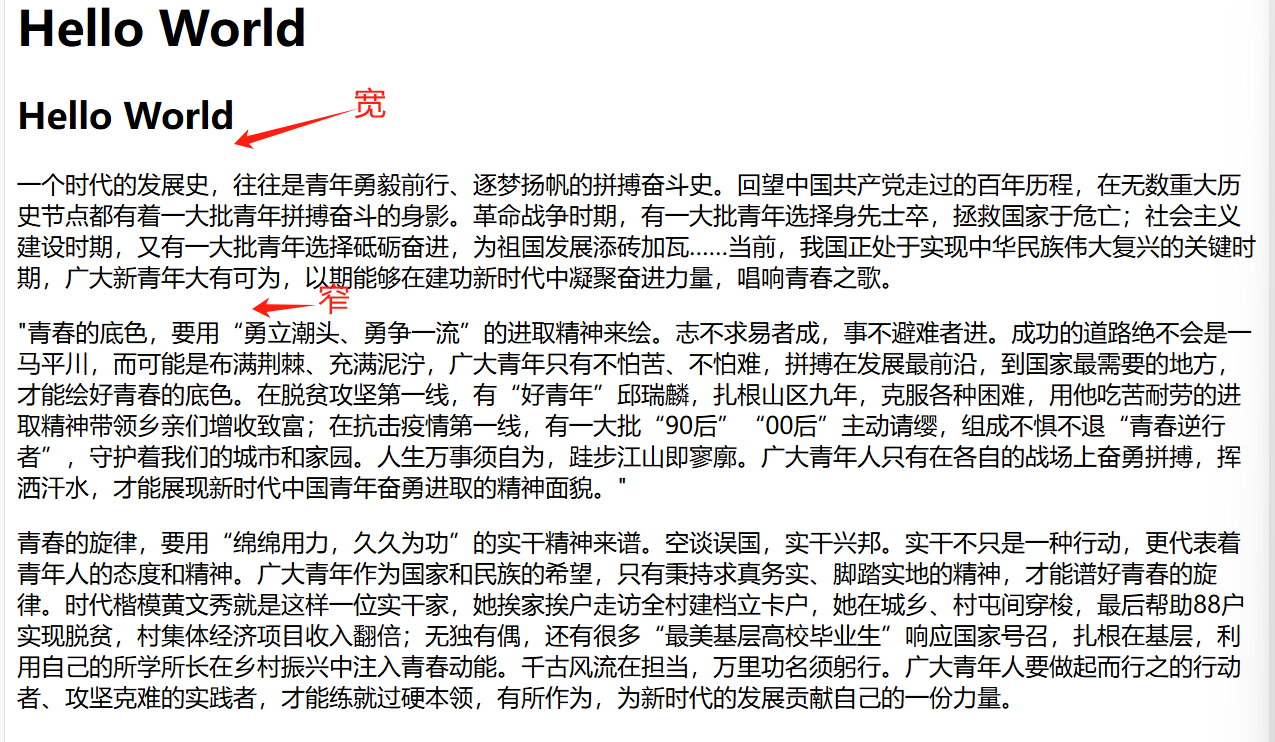 Hello World
宽
Hello World
一个时代的发展史，往往是青年勇毅前行、逐梦扬帆的拼搏奋斗史。回望中国共产党走过的百年历程，在无数重大历
史节点都有着一大批青年拼搏奋斗的身影。革命战争时期，有一大批青年选择身先士卒，拯救国家于危亡；社会主义
建设时期，又有一大批青年选择砥砺奋进，为祖国发展添砖加瓦......当前，我国正处于实现中华民族伟大复兴的关键时
期，广大新青年大有可为，以期能够在建功新时代中凝聚奋进力量，唱响青春之歌。
窄
"青春的底色，要用“勇立潮头、勇争一流”的进取精神来绘。志不求易者成，事不避难者进。成功的道路绝不会是一
马平川，而可能是布满荆棘、充满泥泞，广大青年只有不怕苦、不怕难，拼搏在发展最前沿，到国家最需要的地方，
才能绘好青春的底色。在脱贫攻坚第一线，有“好青年”邱瑞麟，扎根山区九年，克服各种困难，用他吃苦耐劳的进
取精神带领乡亲们增收致富；在抗击疫情第一线，有一大批“90后”“00后”主动请缨，组成不惧不退“青春逆行
者”，守护着我们的城市和家园。人生万事须自为，跬步江山即寥廓。广大青年人只有在各自的战场上奋勇拼搏，挥
洒汗水，才能展现新时代中国青年奋勇进取的精神面貌。"
青春的旋律，要用“绵绵用力，久久为功”的实干精神来谱。空谈误国，实干兴邦。实干不只是一种行动，更代表着
青年人的态度和精神。广大青年作为国家和民族的希望，只有秉持求真务实、脚踏实地的精神，才能谱好青春的旋
律。时代楷模黄文秀就是这样一位实干家，她挨家挨户走访全村建档立卡户，她在城乡、村屯间穿梭，最后帮助88户
实现脱贫，村集体经济项目收入翻倍；无独有偶，还有很多“最美基层高校毕业生”响应国家号召，扎根在基层，利
用自己的所学所长在乡村振兴中注入青春动能。千古风流在担当，万里功名须躬行。广大青年人要做起而行之的行动
者、攻坚克难的实践者，才能练就过硬本领，有所作为，为新时代的发展贡献自己的一份力量。